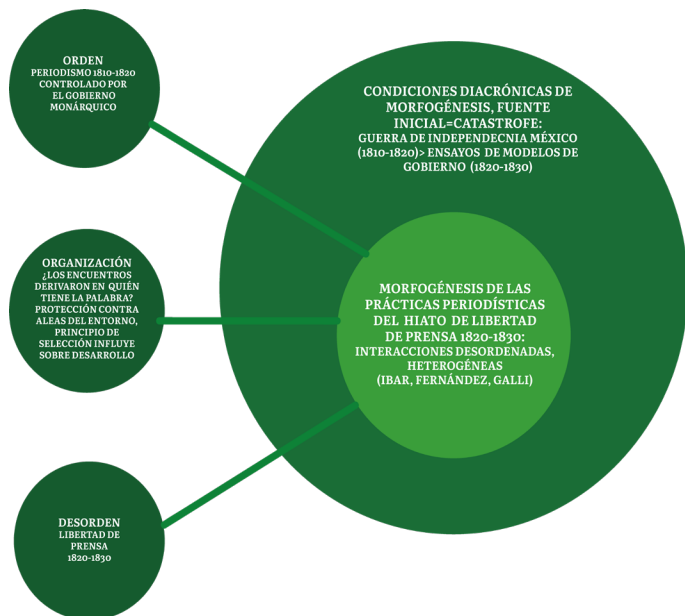 ORDEN
PERIODISMO 1810-1820
CONTROLADO POR
EL GOBIERNO
MONÁRQUICO
CONDICIONES DIACRÓNICAS DE
MORFOGÉNESIS, FUENTE
INICIAL=CATASTROFE:
GUERRA DE INDEPENDECNIA MÉXICO
(1810-1820)> ENSAYOS DE MODELOS DE
GOBIERNO (1820-1830)
ORGANIZACIÓN
¿LOS ENCUENTROS
DERIVARON EN QUIÉN
TIENE LA PALABRA?
PROTECCIÓN CONTRA
ALEAS DEL ENTORNO,
PRINCIPIO DE
SELECCIÓN INFLUYE
SOBRE DESARROLLO
MORFOGÉNESIS DE LAS
PRÁCTICAS PERIODÍSTICAS
DEL HIATO DE LIBERTAD
DE PRENSA 1820-1830:
INTERACCIONES DESORDENADAS,
HETEROGÉNEAS
(IBAR, FERNÁNDEZ, GALLI)
DESORDEN
LIBERTAD DE
PRENSA
1820-1830